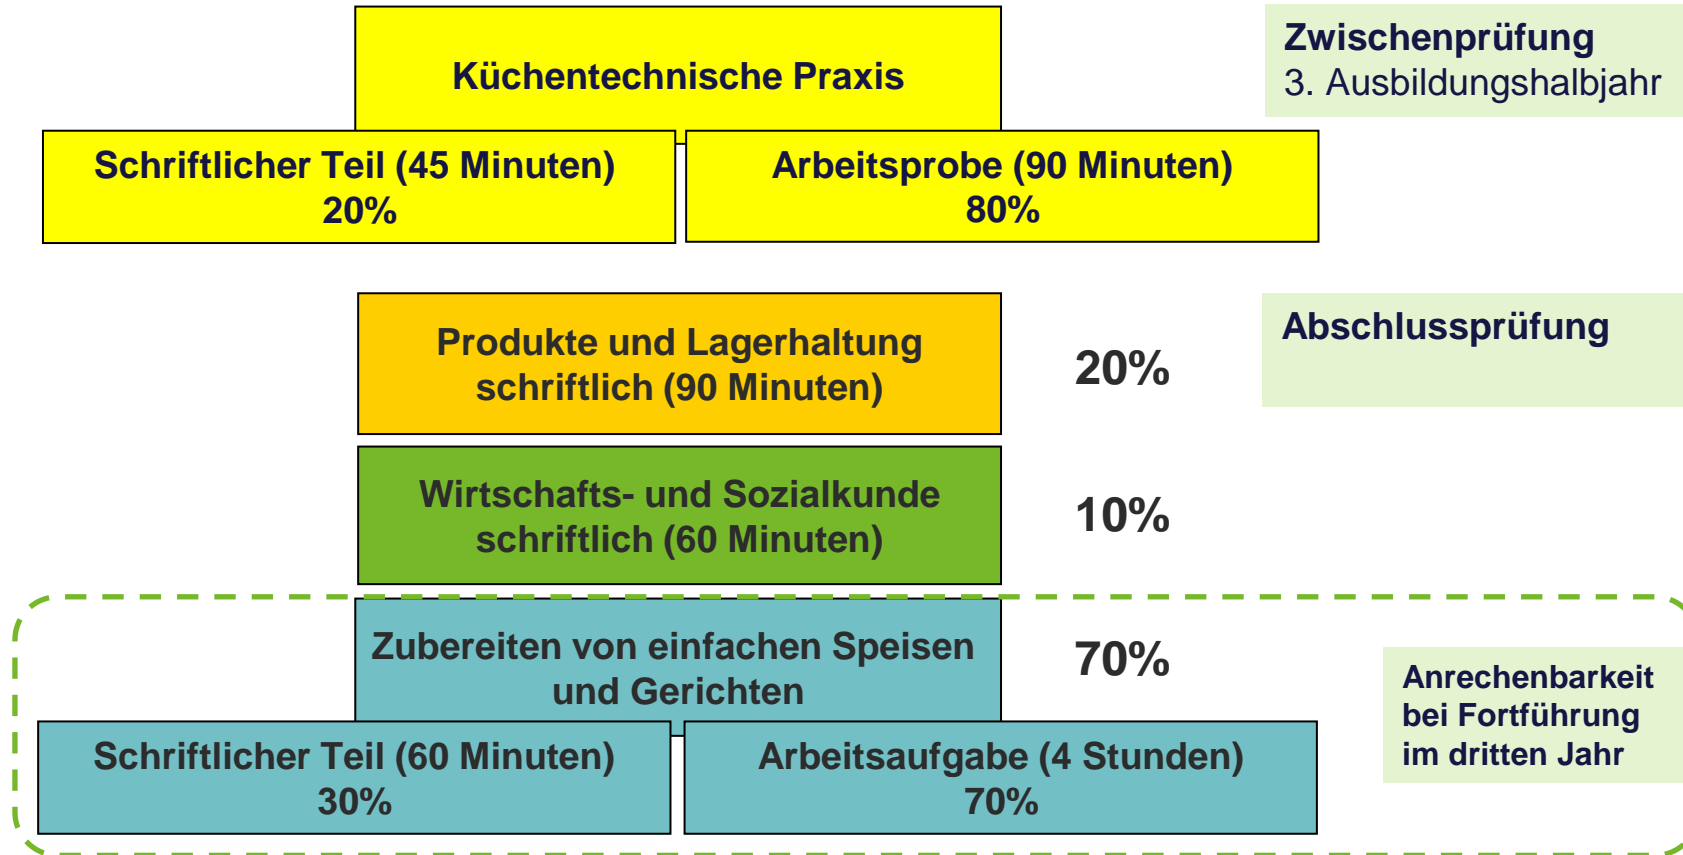 Küchentechnische Praxis
Zwischenprüfung
3. Ausbildungshalbjahr
Schriftlicher Teil (45 Minuten)
20%
Arbeitsprobe (90 Minuten)
80%
Produkte und Lagerhaltung
schriftlich (90 Minuten)
20%
Abschlussprüfung
Wirtschafts- und Sozialkunde
schriftlich (60 Minuten)
10%
Zubereiten von einfachen Speisen
und Gerichten
70%
Anrechenbarkeit
bei Fortführung
im dritten Jahr
Schriftlicher Teil (60 Minuten)
30%
Arbeitsaufgabe (4 Stunden)
70%